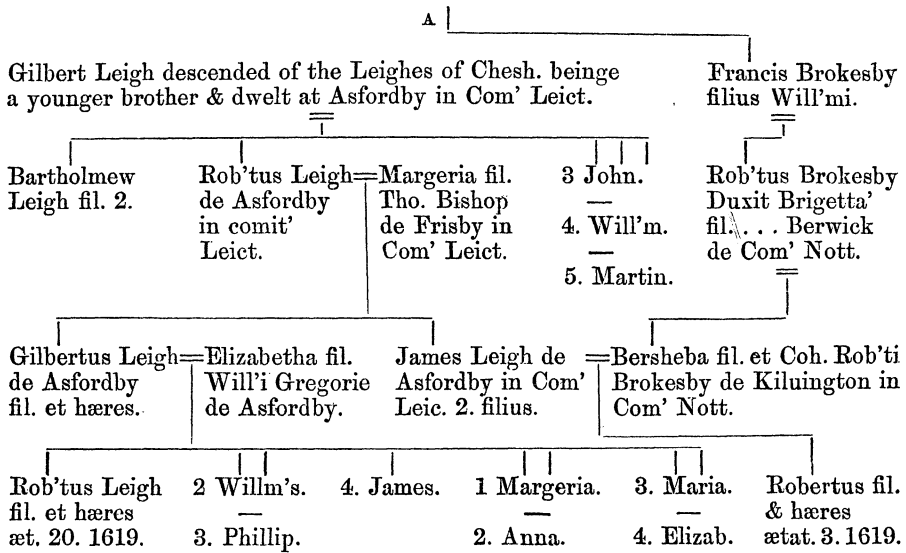 A
Gilbert Leigh descended of the Leighes of Chesh. beinge
a younger brother & dwelt at Asfordby in Com' Leict.
Francis Brokesby
filius Will'mi.
Bartholmew
Leigh fil. 2.
Rob'tus Leigh
de Asfordby
in comit'
Leict.
Margeria fil.
Tho. Bishop
de Frisby in
Com' Leict.
3 John.
—
4. Will'm.
—
5. Martin.
Rob'tus Brokesby
Duxit Brigetta'
fil. . . . Berwick
de Com' Nott.
Gilbertus Leigh
de Asfordby
fil. et hæres.
Elizabetha fil.
Will'i Gregorie
de Asfordby.
James Leigh de
Asfordby in Com'
Leic. 2. filius.
Bersheba fil. et Coh. Rob'ti
Brokesby de Kiluington in
Com' Nott.
Rob'tus Leigh
fil. et hæres
æt. 20. 1619.
2 Willm's.
—
3. Phillip.
4. James.
1 Margeria.
—
2. Anna.
3. Maria.
—
4. Elizab.
Robertus fil.
& hæres
ætat. 3. 1619.